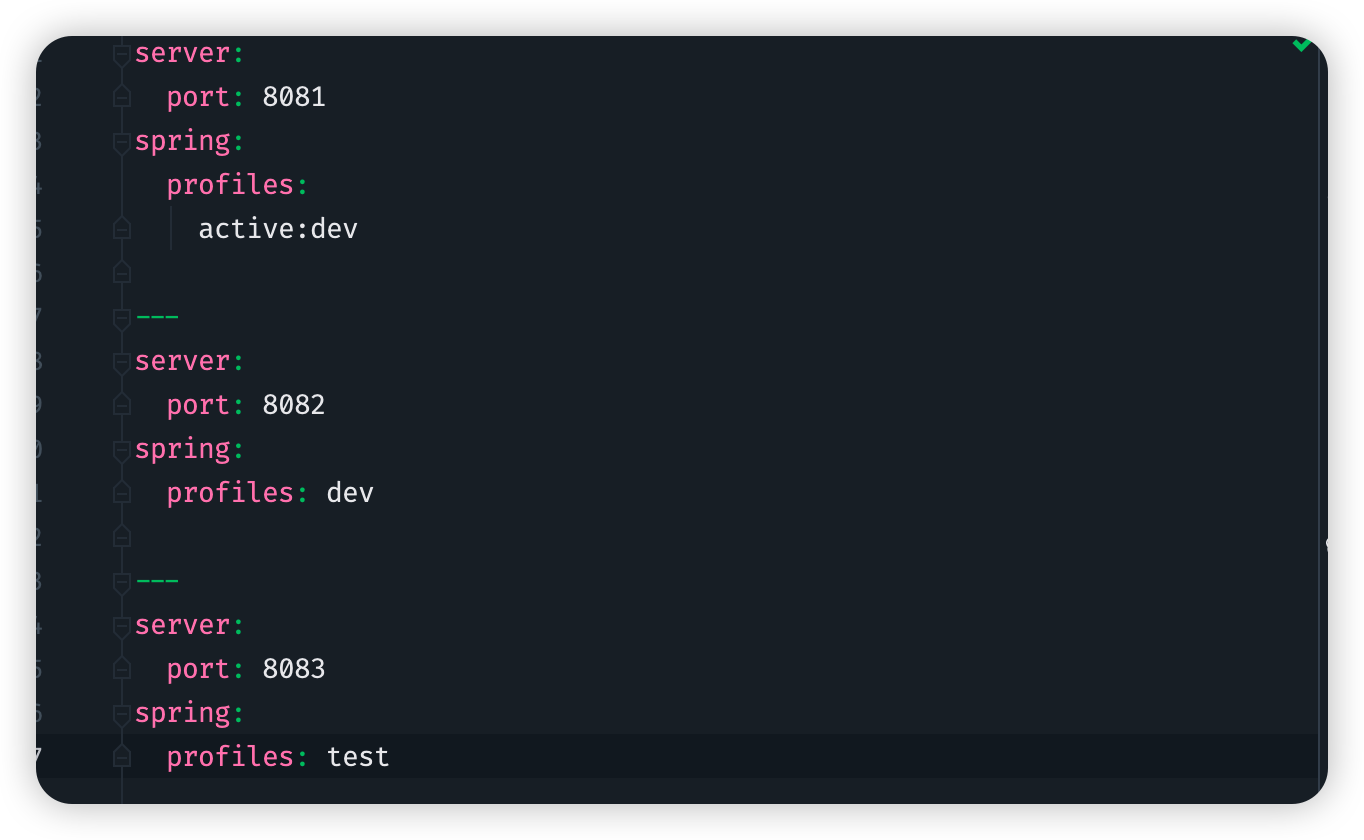 server:
  port: 8081
spring:
  profiles:
    active:dev
---
server:
  port: 8082
spring:
  profiles: dev
---
server:
  port: 8083
spring:
  profiles: test